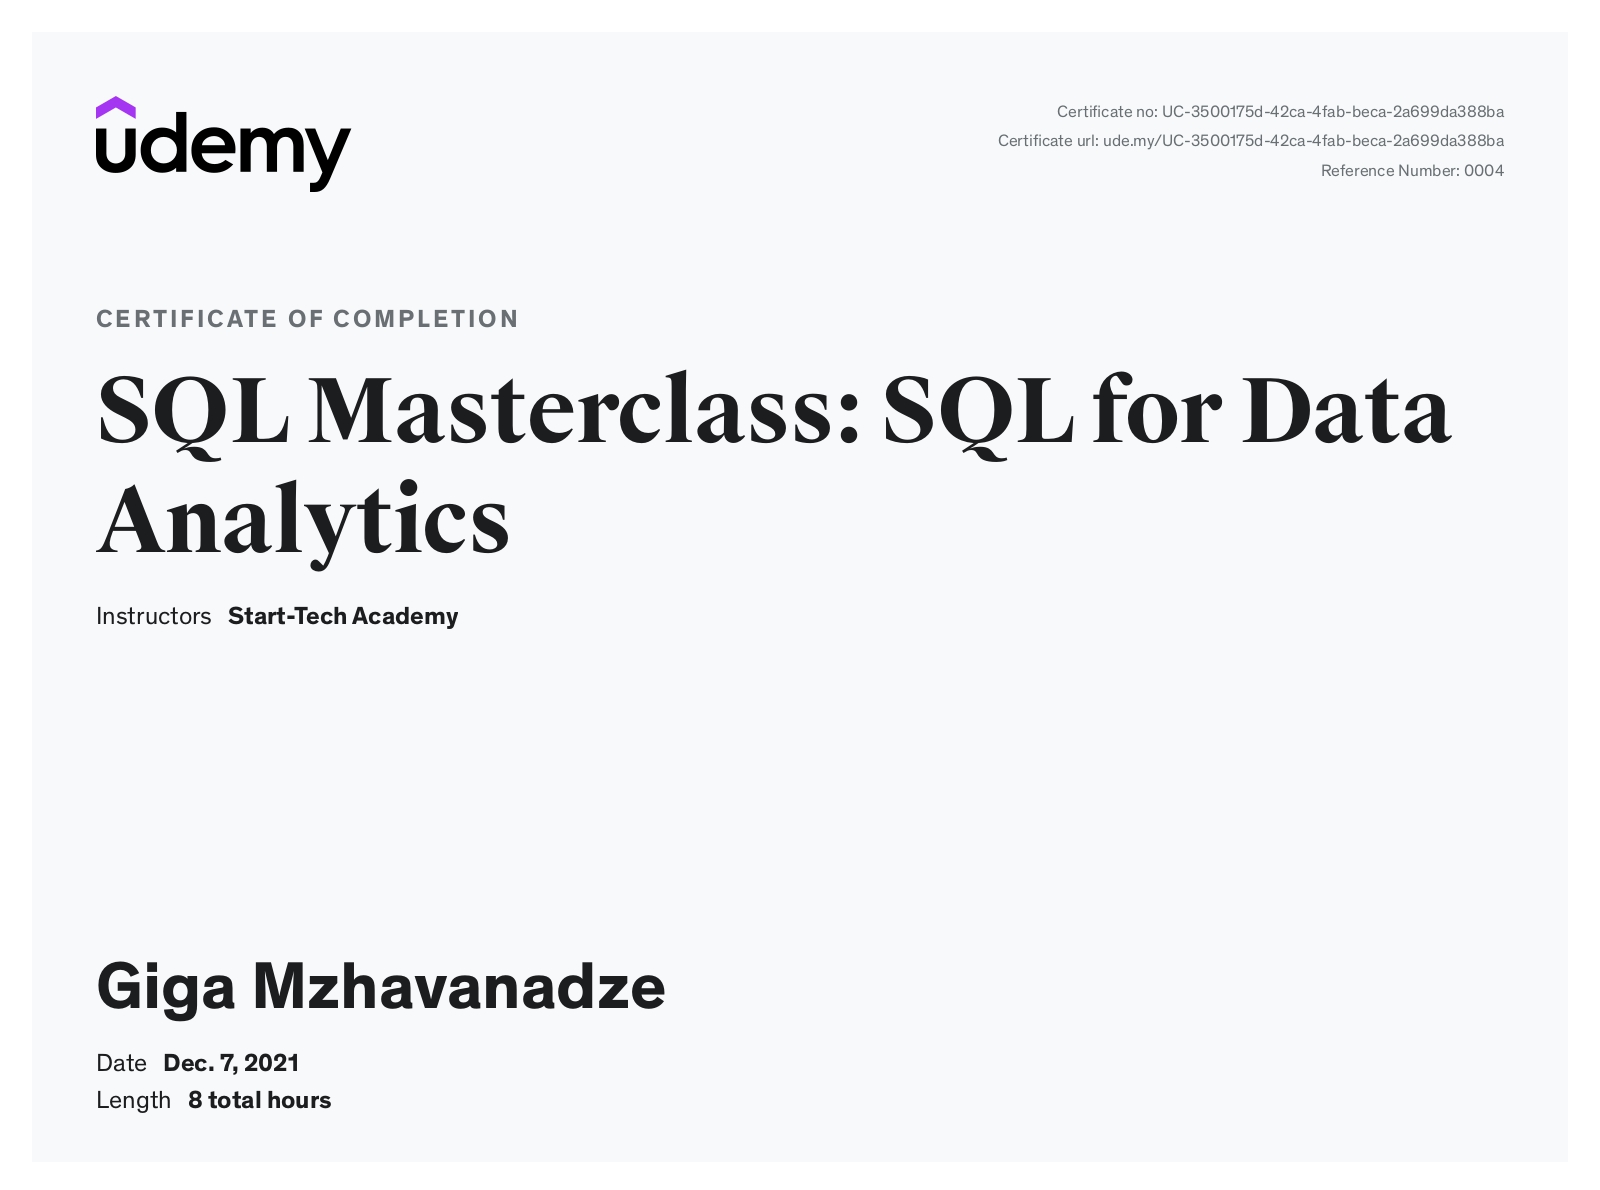 udemy
Certificate no: UC-3500175d-42ca-4fab-beca-2a699da388ba
Certificate url: ude.my/UC-3500175d-42ca-4fab-beca-2a699da388ba
Reference Number: 0004
CERTIFICATE OF COMPLETION
SQL Masterclass: SQL for Data
Analytics
Instructors Start-Tech Academy
Giga Mzhavanadze
Date Dec. 7, 2021
Length 8 total hours